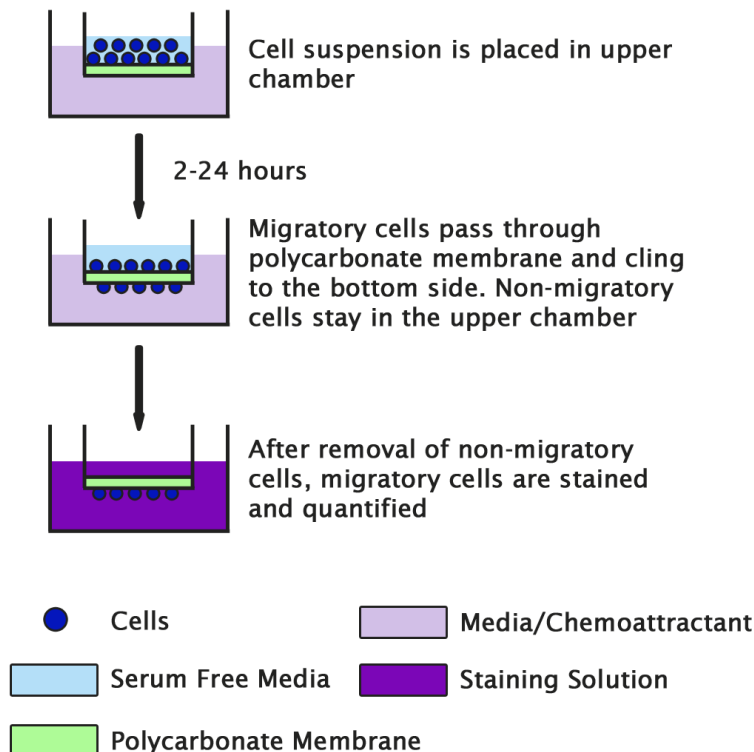 Cell suspension is placed in upper
chamber
2-24 hours
Migratory cells pass through
polycarbonate membrane and cling
to the bottom side. Non-migratory
cells stay in the upper chamber
After removal of non-migratory
cells, migratory cells are stained
and quantified
Cells
Media/Chemoattractant
Serum Free Media
Staining Solution
Polycarbonate Membrane